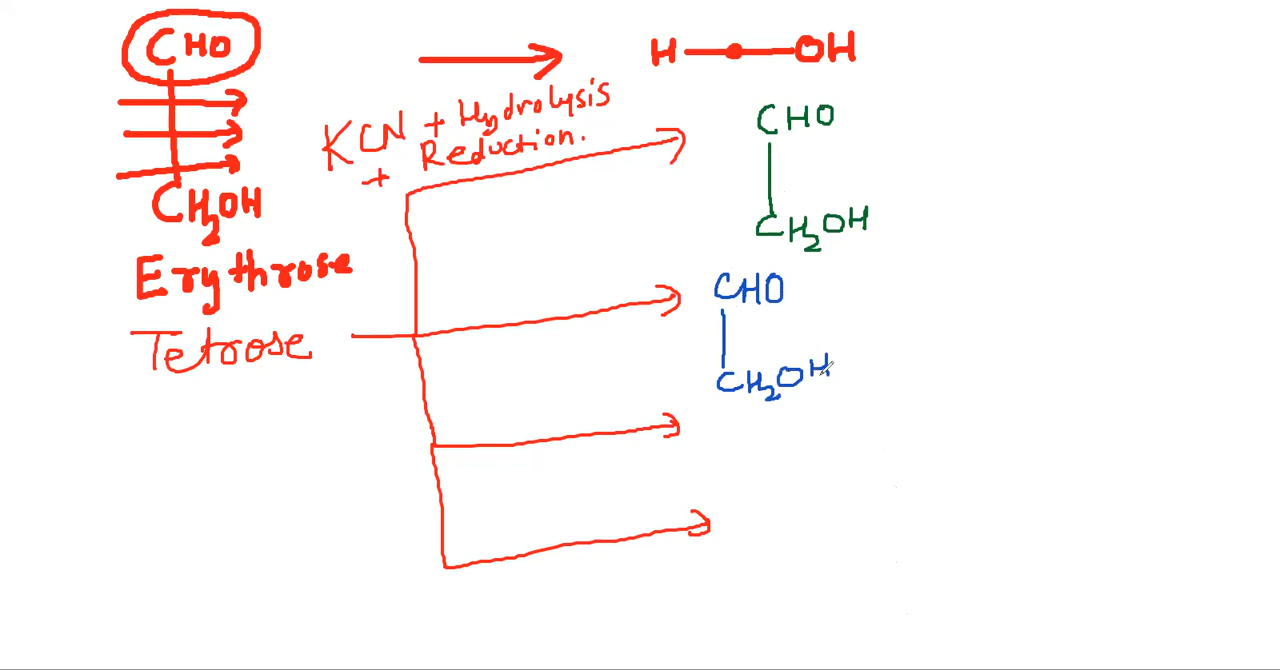 CHO
CH2OH
Erythrose
Tetrose
KCN + Hydrolysis
+ Reduction.
H OH
CHO
CH2OH
CHO
CH2OH